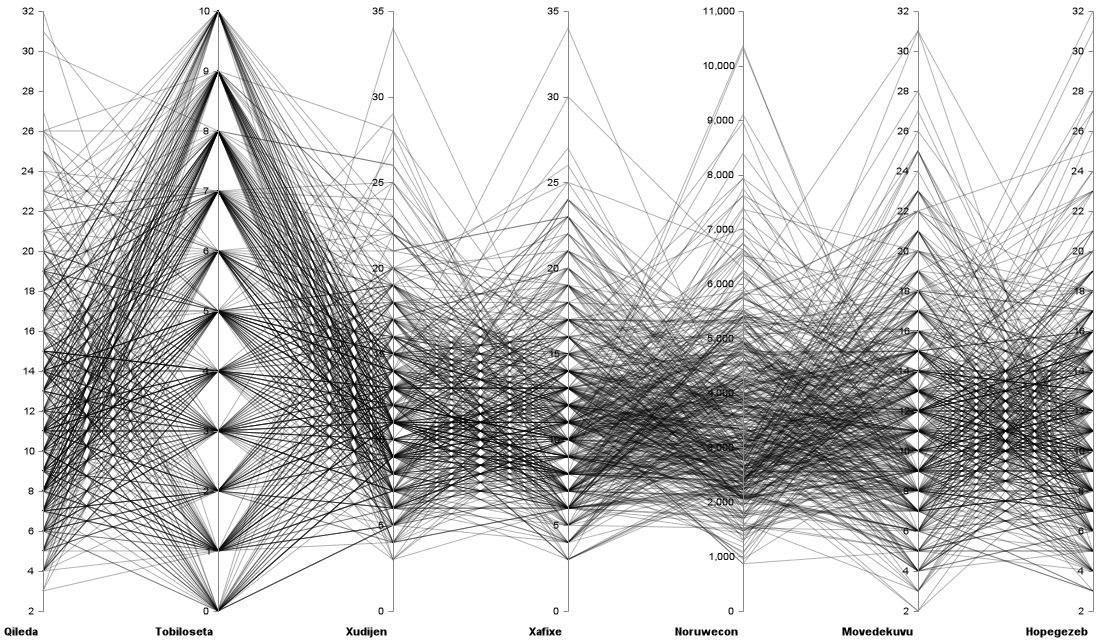 32 30 28 26 24 22 20 18 16 14 12 10 8 6 4 2
10 9 8 7 6 5 4 3 2 1 0
35 30 25 20 15 10 5 0
35 30 25 20 15 10 5 0
11,000 10,000 9,000 8,000 7,000 6,000 5,000 4,000 3,000 2,000 1,000 0
32 30 28 26 24 22 20 18 16 14 12 10 8 6 4 2
32 30 28 26 24 22 20 18 16 14 12 10 8 6 4 2
Qileda Tobiloseta Xudijen Xafixe Noruwecon Movedekuvu Hopegezeb